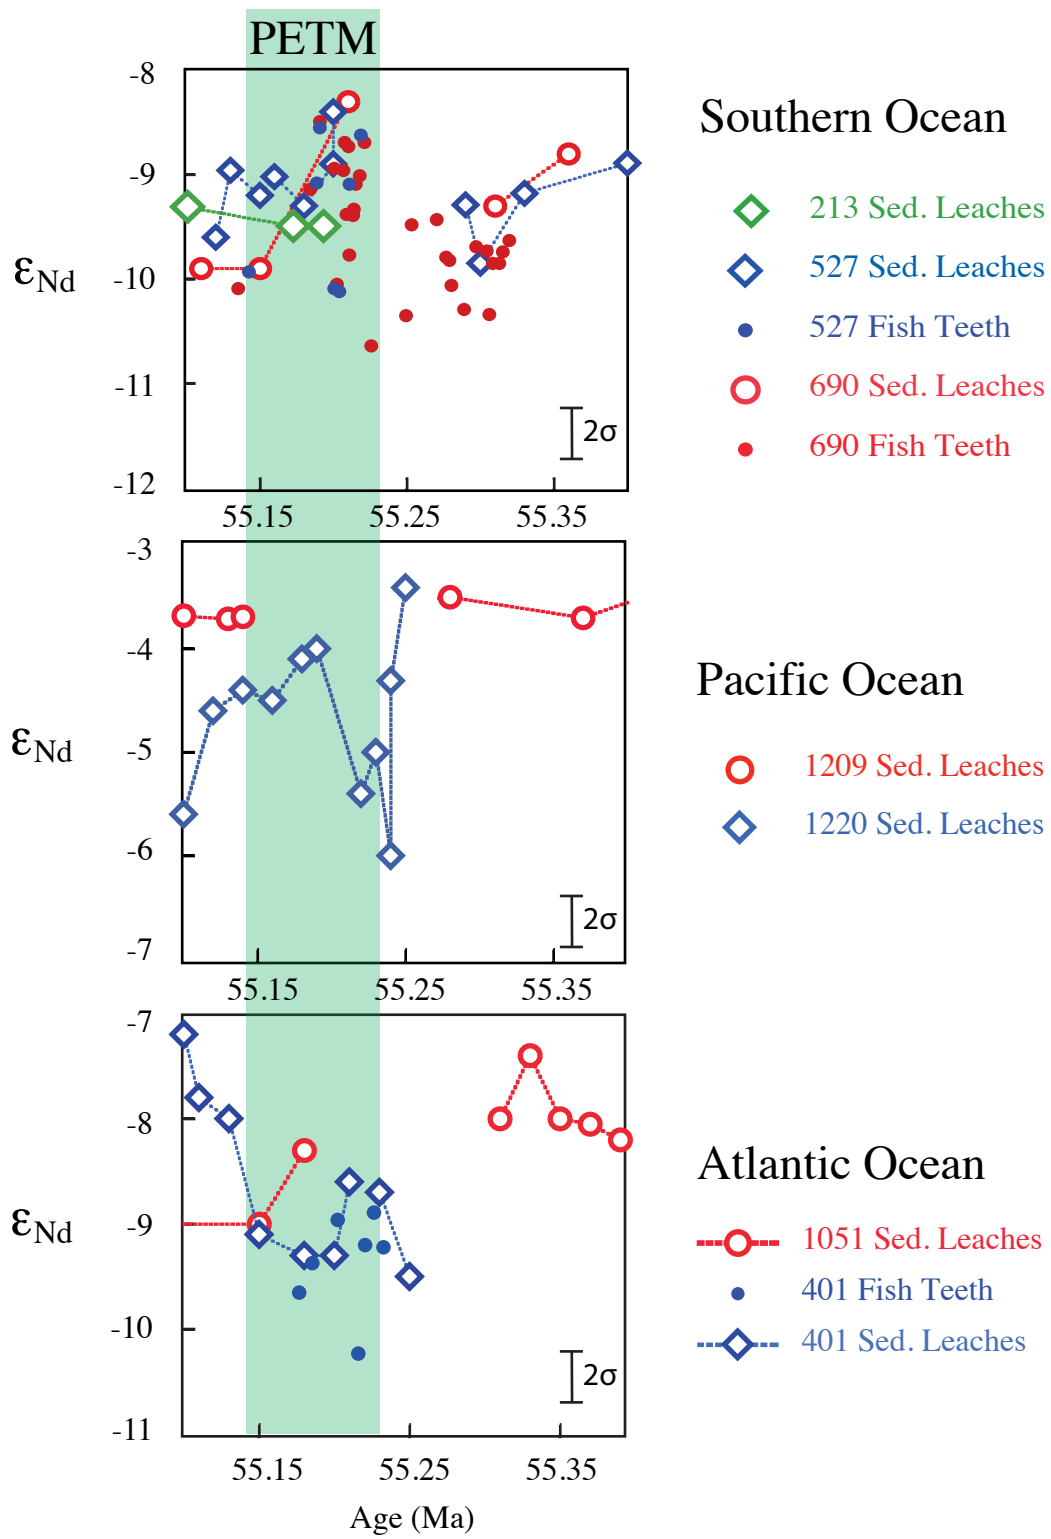 PETM
-8
-9
-10
-11
-12
εNd
2σ
55.15
55.25
55.35
Southern Ocean
213 Sed. Leaches
527 Sed. Leaches
527 Fish Teeth
690 Sed. Leaches
690 Fish Teeth
-3
-4
-5
-6
-7
εNd
2σ
55.15
55.25
55.35
Pacific Ocean
1209 Sed. Leaches
1220 Sed. Leaches
-7
-8
-9
-10
-11
εNd
2σ
55.15
55.25
55.35
Age (Ma)
Atlantic Ocean
1051 Sed. Leaches
401 Fish Teeth
401 Sed. Leaches